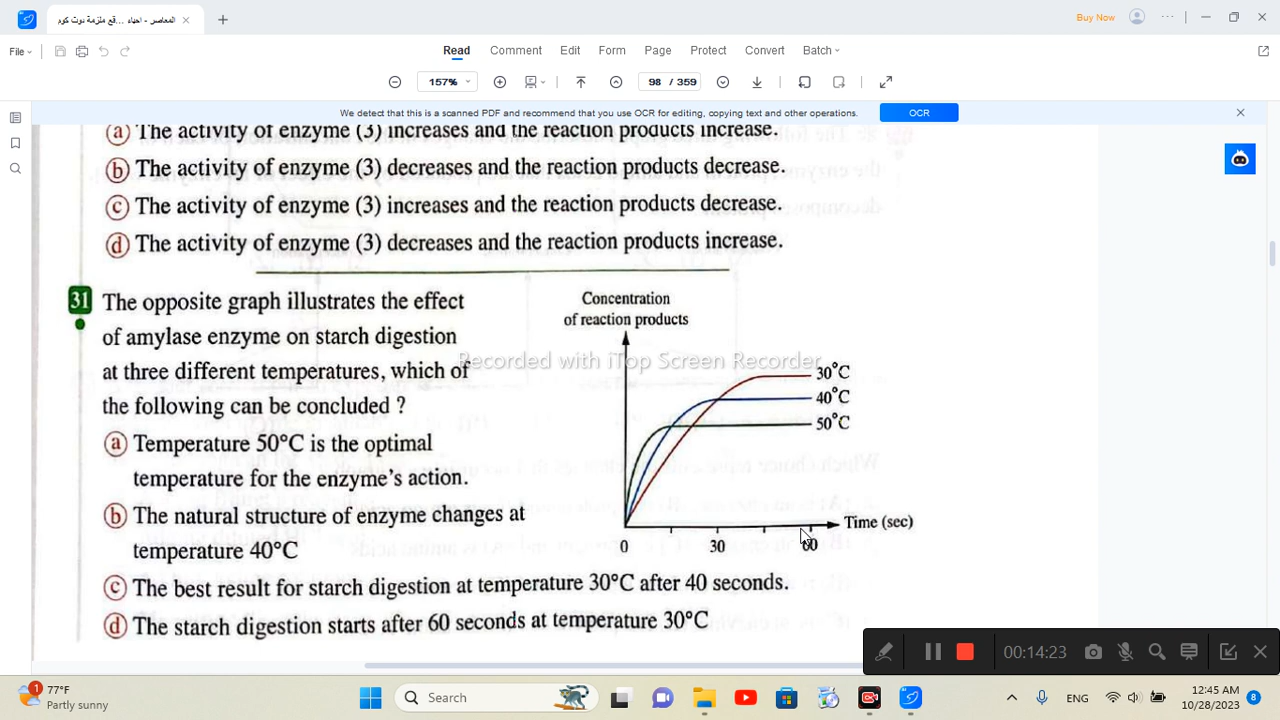 المعاصر - احياء ...قع ملزمة دوت كوم
Buy Now
File
Read Comment Edit Form Page Protect Convert Batch
157% 98 / 359
We detect that this is a scanned PDF and recommend that you use OCR for editing, copying text and other operations. OCR
(a) The activity of enzyme (3) increases and the reaction products increase.
(b) The activity of enzyme (3) decreases and the reaction products decrease.
(c) The activity of enzyme (3) increases and the reaction products decrease.
(d) The activity of enzyme (3) decreases and the reaction products increase.
31 The opposite graph illustrates the effect
of amylase enzyme on starch digestion
at three different temperatures, which of
the following can be concluded ?
(a) Temperature 50°C is the optimal
temperature for the enzyme's action.
(b) The natural structure of enzyme changes at
temperature 40°C
(c) The best result for starch digestion at temperature 30°C after 40 seconds.
(d) The starch digestion starts after 60 seconds at temperature 30°C
Concentration
of reaction products
30°C
40°C
50°C
Time (sec)
0 30 60
Recorded with iTop Screen Recorder
00:14:23
1 77°F
Partly sunny
Search
ENG
12:45 AM
10/28/2023
8